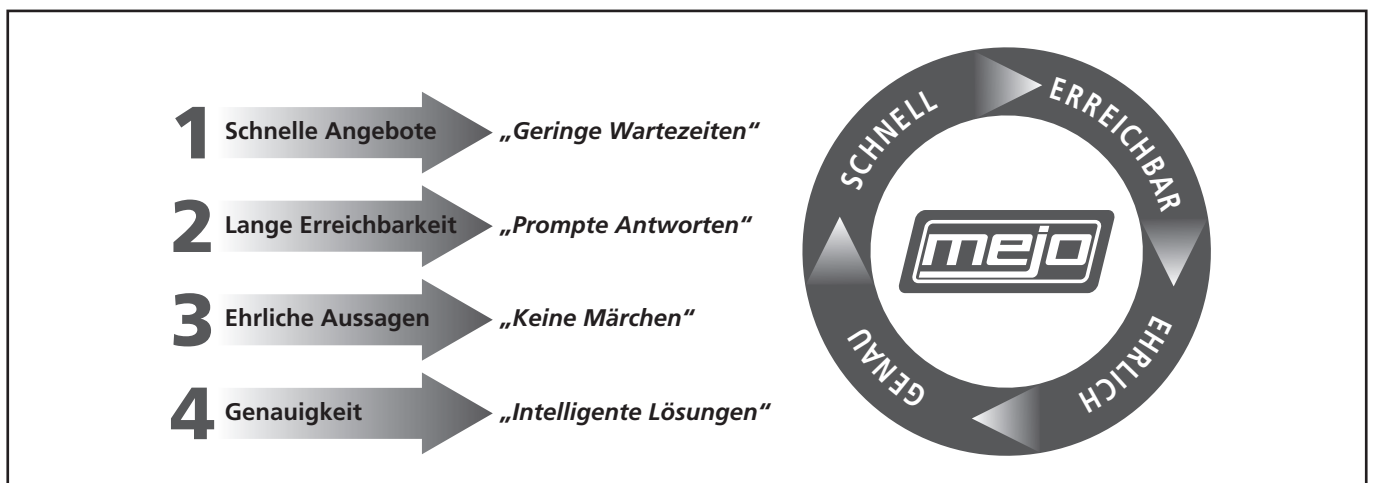 1 Schnelle Angebote „Geringe Wartezeiten“
2 Lange Erreichbarkeit „Prompte Antworten“
3 Ehrliche Aussagen „Keine Märchen“
4 Genauigkeit „Intelligente Lösungen“
SCHNELL
ERREICHBAR
EHRLICH
GENAU
mejo